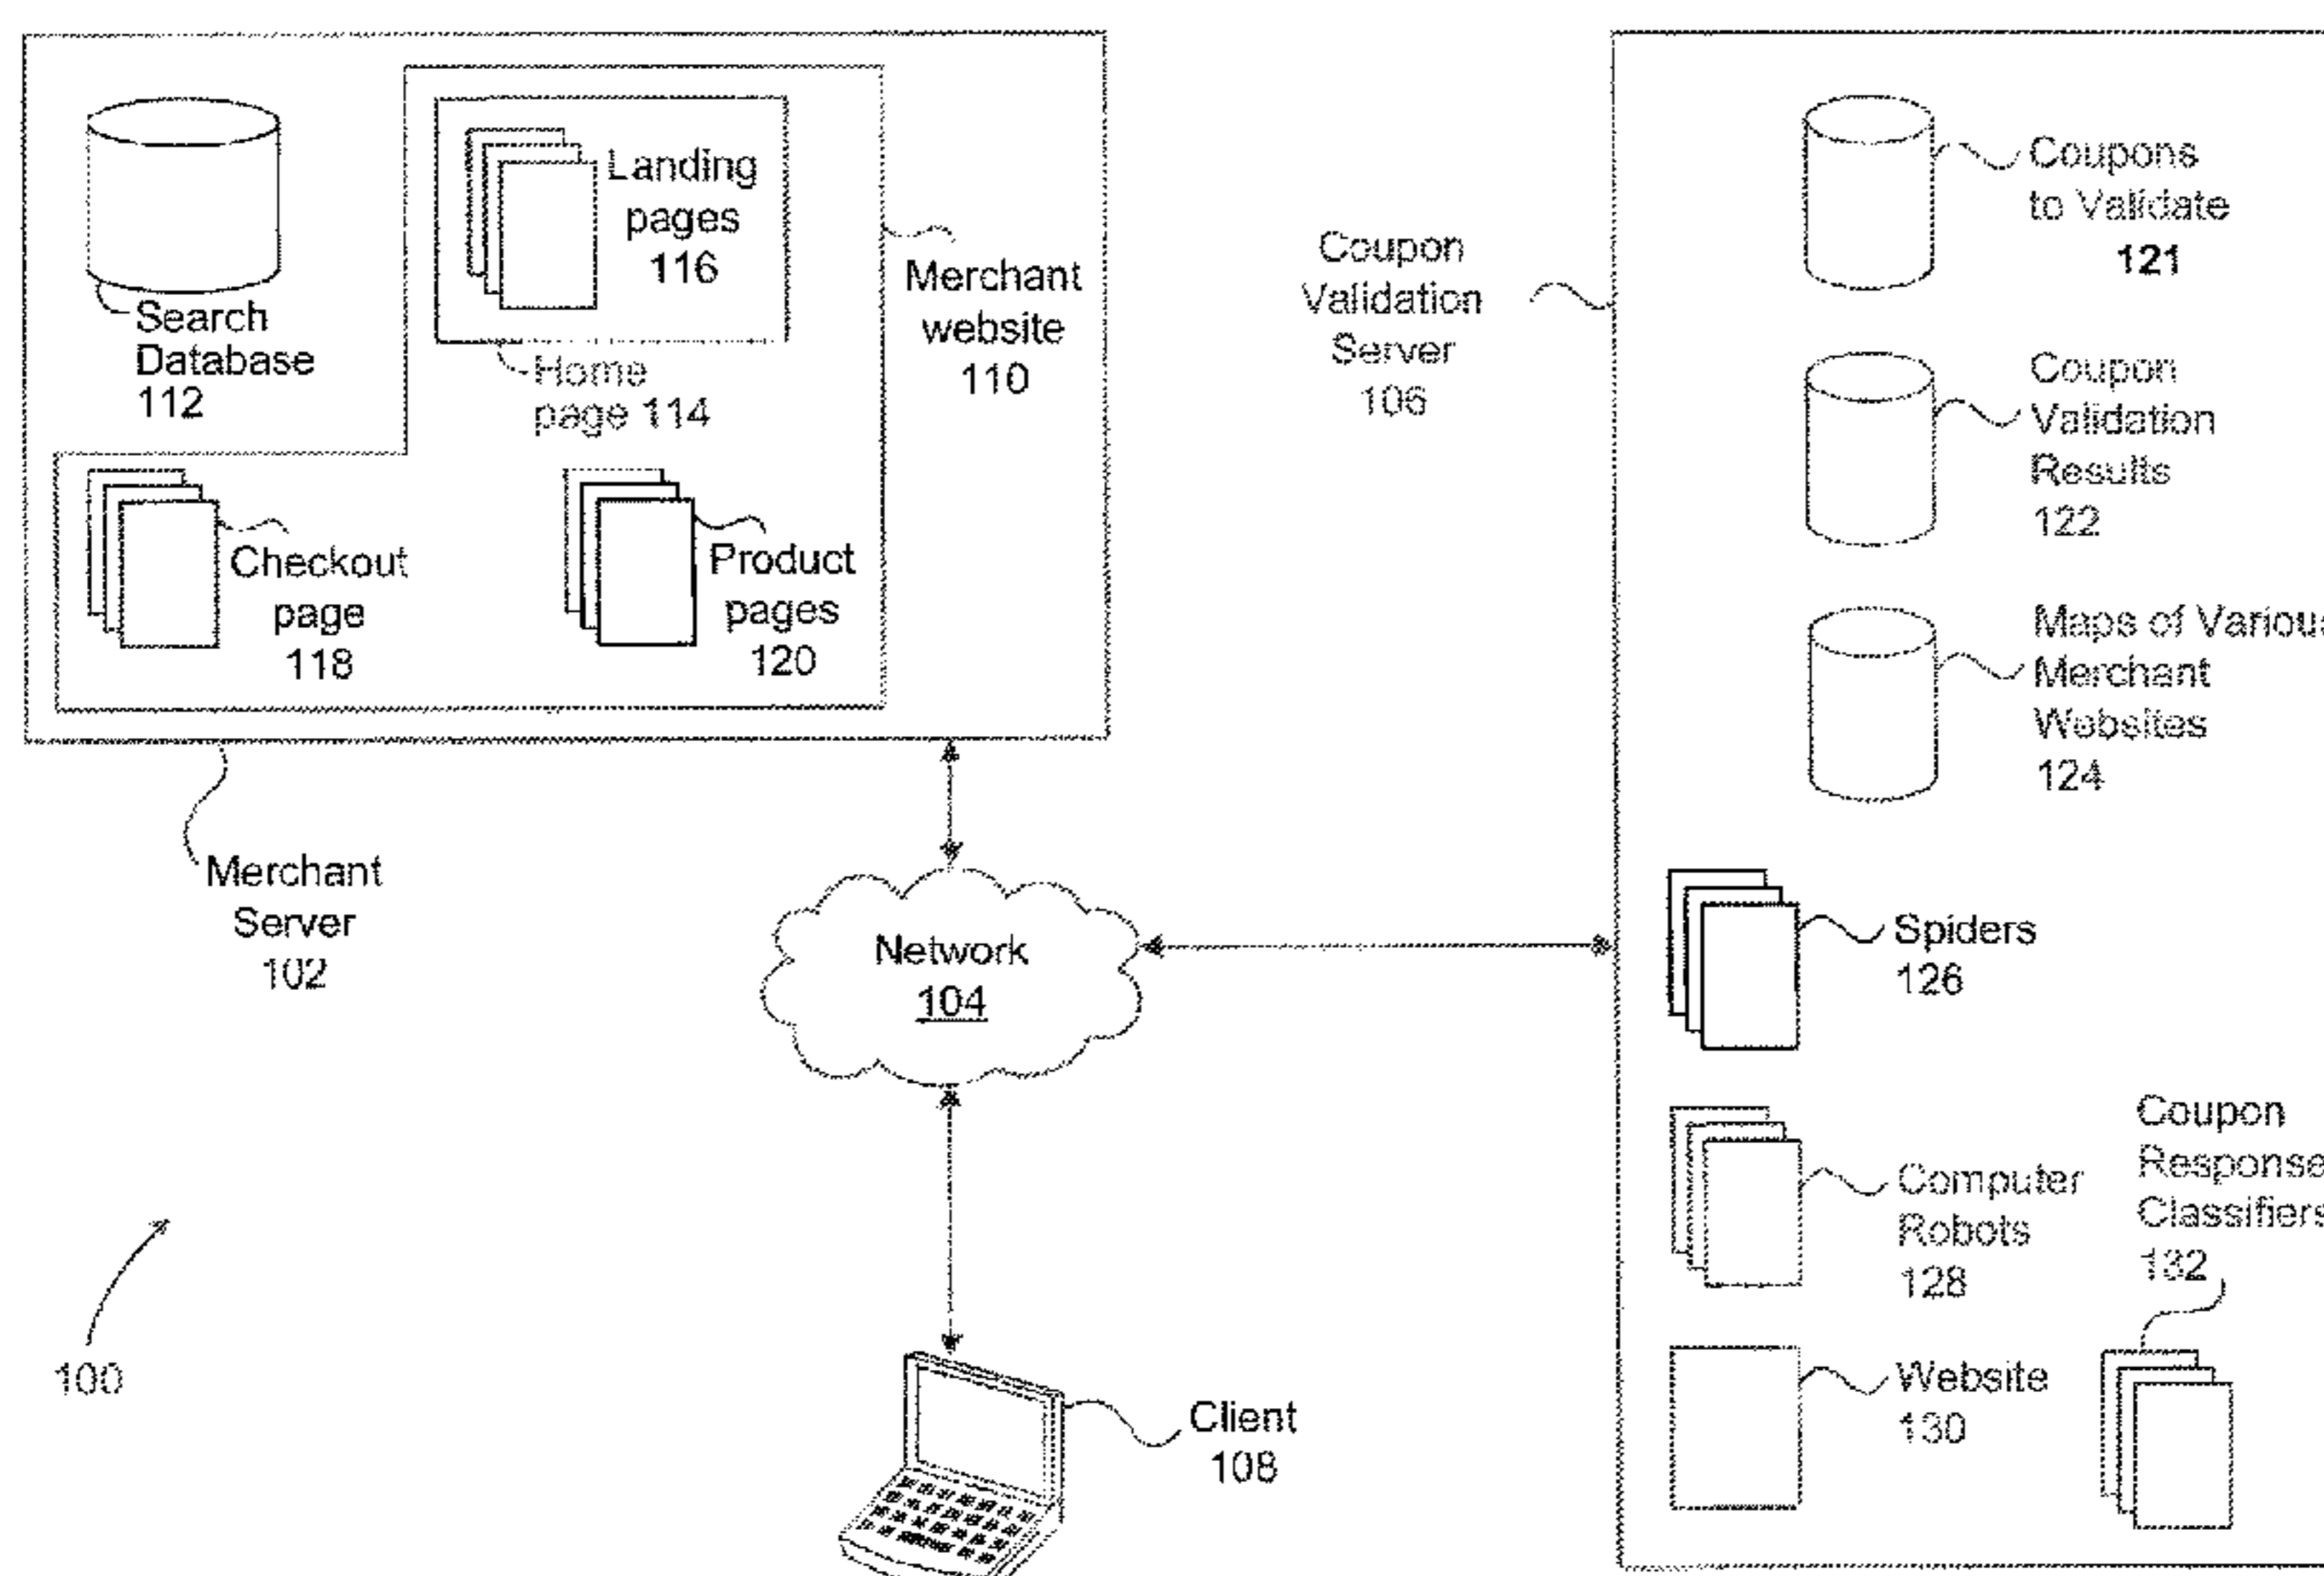 Search
Database
112
Landing
pages
116
Home
page 114
Merchant
website
110
Checkout
page
118
Product
pages
120
Merchant
Server
102
Network
104
Client
108
100
Coupon
Validation
Server
106
Coupons
to Validate
121
Coupon
Validation
Results
122
Maps of Variou
Merchant
Websites
124
Spiders
126
Computer
Robots
128
Coupon
Response
Classifiers
132
Website
130